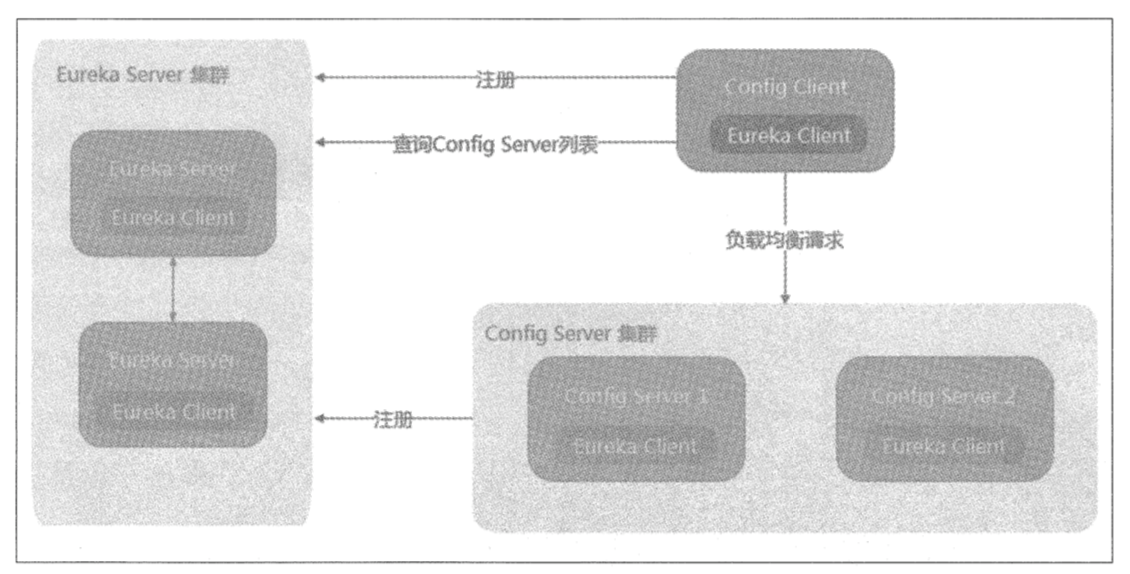 Eureka Server 集群
Eureka Server
Eureka Client
Eureka Server
Eureka Client
注册
查询Config Server列表
Config Client
Eureka Client
负载均衡请求
注册
Config Server 集群
Config Server 1
Eureka Client
Config Server 2
Eureka Client